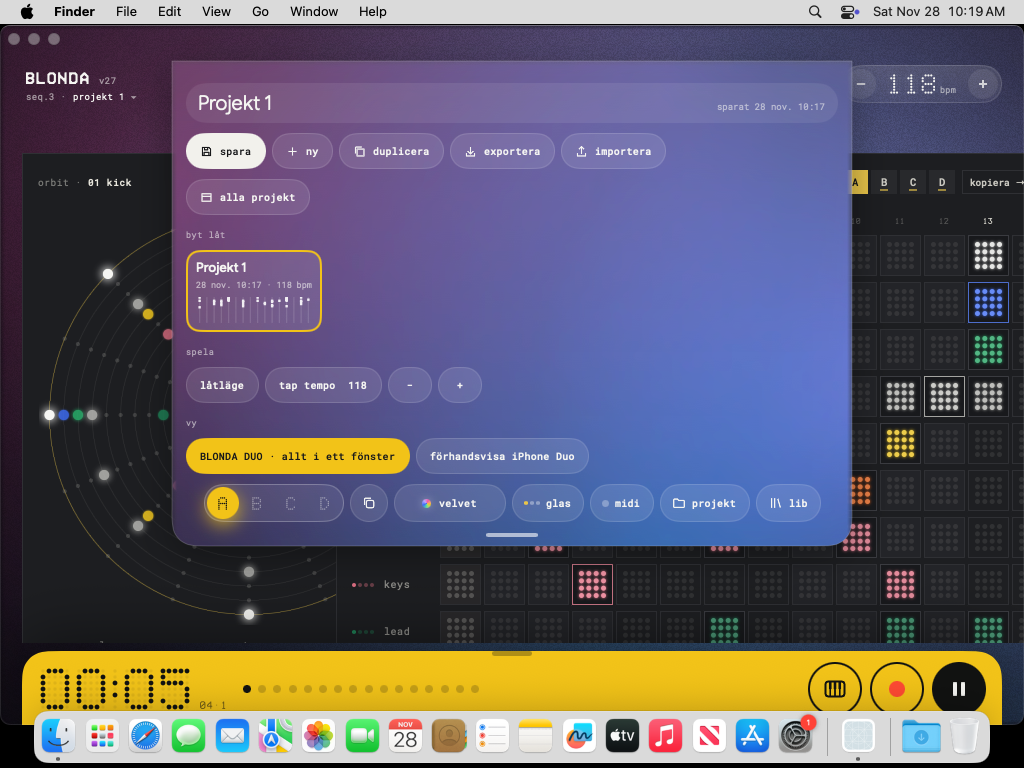 Finder File Edit View Go Window Help Sat Nov 28 10:19 AM
BLONDA v27
seq.3 · projekt 1
118 bpm
Projekt 1
sparat 28 nov. 10:17
spara
ny
duplicera
exportera
importera
alla projekt
orbit · 01 kick
A B C D kopiera →
10 11 12 13
byt låt
Projekt 1
28 nov. 10:17 · 118 bpm
spela
låtläge
tap tempo 118
-
+
vy
BLONDA DUO · allt i ett fönster
förhandsvisa iPhone Duo
A B C D
velvet
glas
midi
projekt
lib
keys
lead
00:05
04·1
NOV
28
tv
1